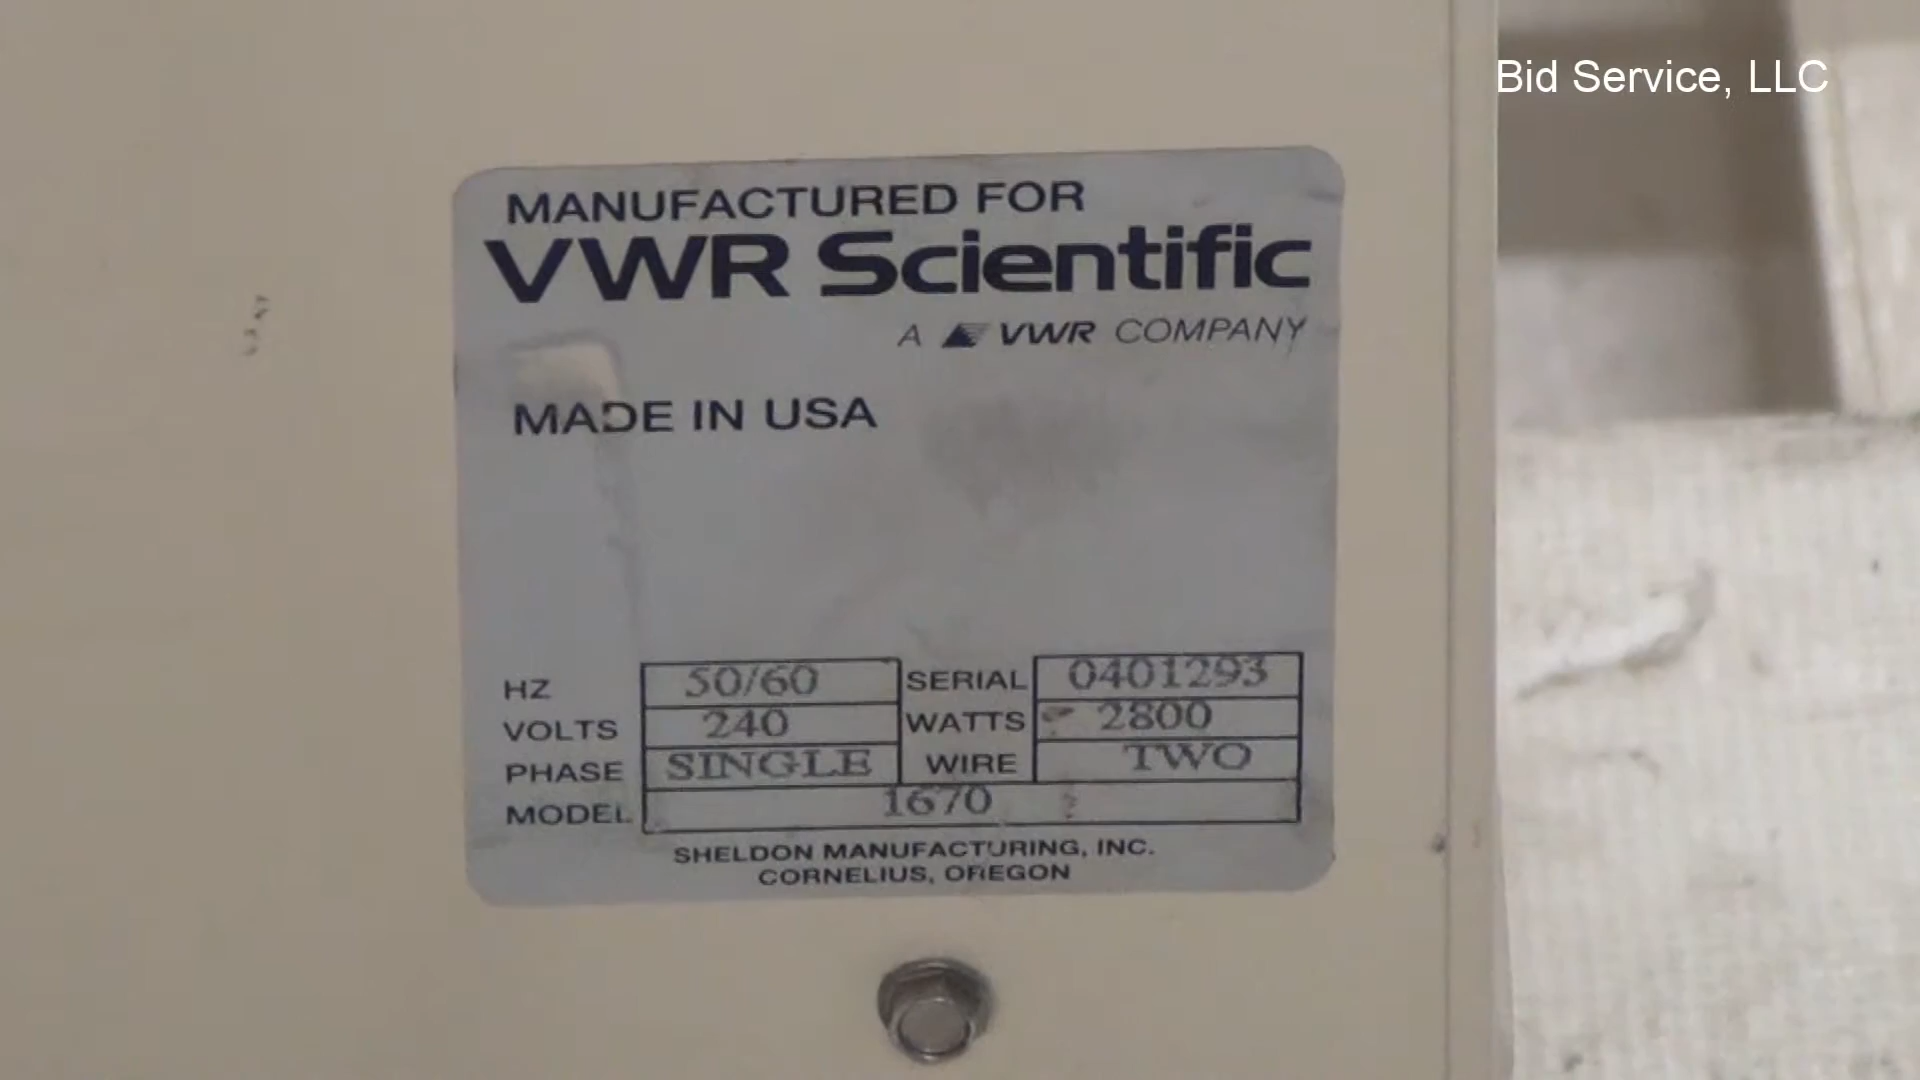 Bid Service, LLC
MANUFACTURED FOR
VWR Scientific
A VWR COMPANY
MADE IN USA
HZ 50/60 SERIAL 0401293
VOLTS 240 WATTS 2800
PHASE SINGLE WIRE TWO
MODEL 1670
SHELDON MANUFACTURING, INC.
CORNELIUS, OREGON